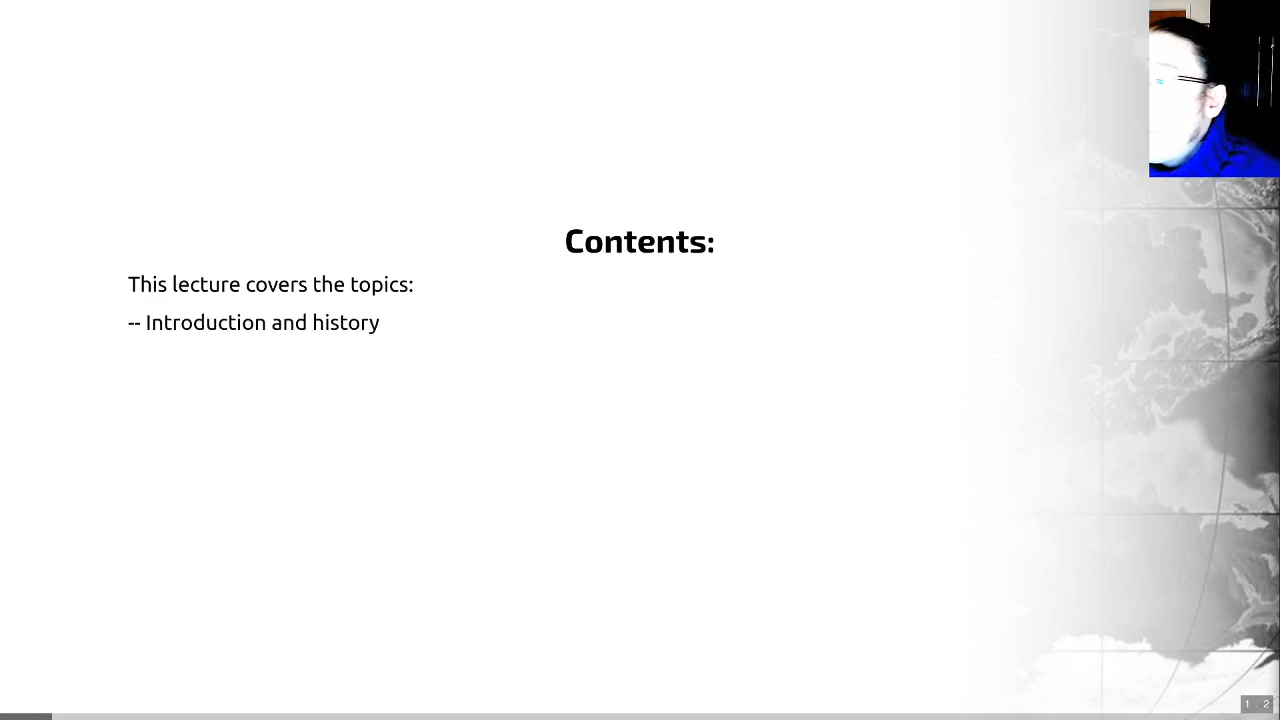 Contents:
This lecture covers the topics:
-- Introduction and history
1 . 2